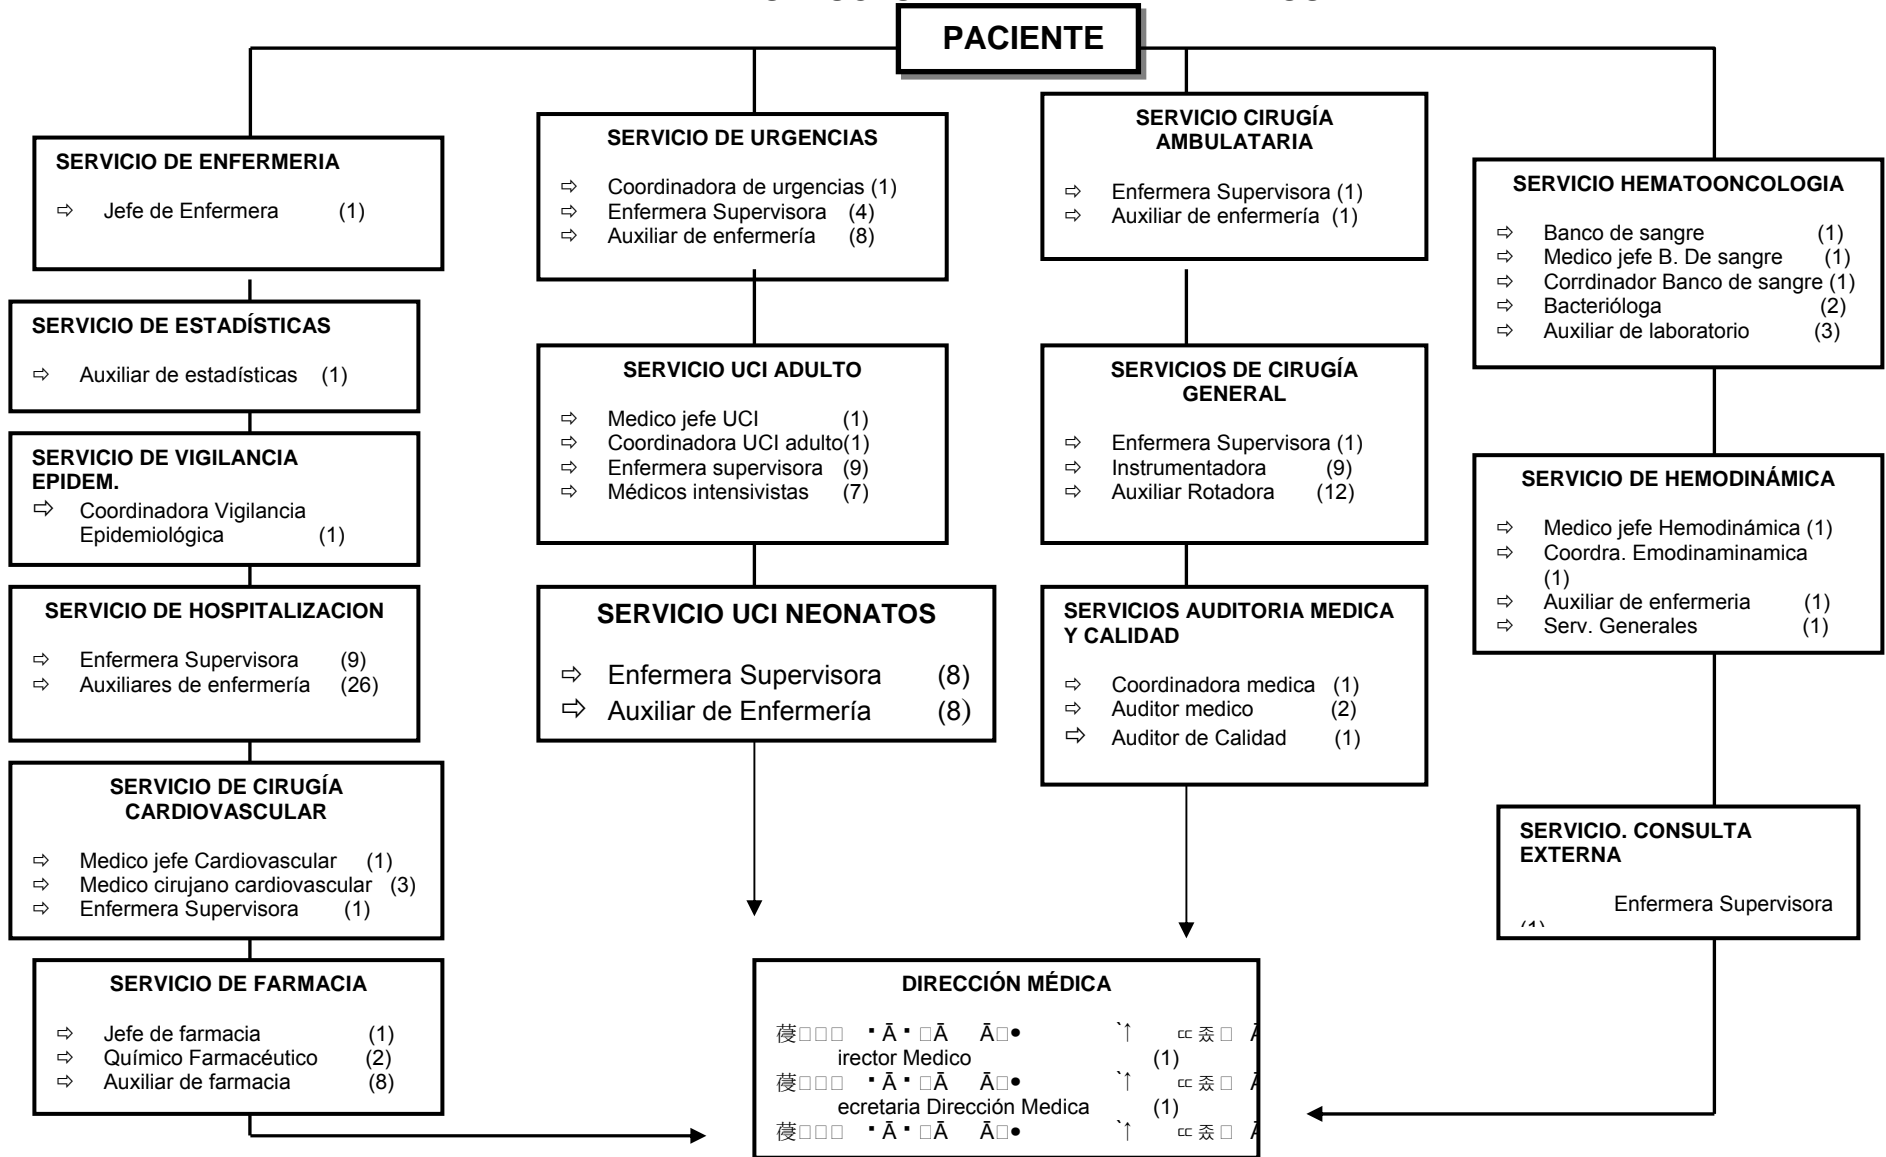 PACIENTE
SERVICIO DE ENFERMERIA
⇨ Jefe de Enfermera (1)
SERVICIO DE ESTADÍSTICAS
⇨ Auxiliar de estadísticas (1)
SERVICIO DE VIGILANCIA
EPIDEM.
⇨ Coordinadora Vigilancia
Epidemiológica (1)
SERVICIO DE HOSPITALIZACION
⇨ Enfermera Supervisora (9)
⇨ Auxiliares de enfermería (26)
SERVICIO DE CIRUGÍA
CARDIOVASCULAR
⇨ Medico jefe Cardiovascular (1)
⇨ Medico cirujano cardiovascular (3)
⇨ Enfermera Supervisora (1)
SERVICIO DE FARMACIA
⇨ Jefe de farmacia (1)
⇨ Químico Farmacéutico (2)
⇨ Auxiliar de farmacia (8)
SERVICIO DE URGENCIAS
⇨ Coordinadora de urgencias (1)
⇨ Enfermera Supervisora (4)
⇨ Auxiliar de enfermería (8)
SERVICIO UCI ADULTO
⇨ Medico jefe UCI (1)
⇨ Coordinadora UCI adulto(1)
⇨ Enfermera supervisora (9)
⇨ Médicos intensivistas (7)
SERVICIO UCI NEONATOS
⇨ Enfermera Supervisora (8)
⇨ Auxiliar de Enfermería (8)
SERVICIO CIRUGÍA
AMBULATARIA
⇨ Enfermera Supervisora (1)
⇨ Auxiliar de enfermería (1)
SERVICIOS DE CIRUGÍA
GENERAL
⇨ Enfermera Supervisora (1)
⇨ Instrumentadora (9)
⇨ Auxiliar Rotadora (12)
SERVICIOS AUDITORIA MEDICA
Y CALIDAD
⇨ Coordinadora medica (1)
⇨ Auditor medico (2)
⇨ Auditor de Calidad (1)
SERVICIO HEMATOONCOLOGIA
⇨ Banco de sangre (1)
⇨ Medico jefe B. De sangre (1)
⇨ Corrdinador Banco de sangre (1)
⇨ Bacterióloga (2)
⇨ Auxiliar de laboratorio (3)
SERVICIO DE HEMODINÁMICA
⇨ Medico jefe Hemodinámica (1)
⇨ Coordra. Emodinaminamica
(1)
⇨ Auxiliar de enfermeria (1)
⇨ Serv. Generales (1)
SERVICIO. CONSULTA
EXTERNA
Enfermera Supervisora
DIRECCIÓN MÉDICA
irector Medico (1)
ecretaria Dirección Medica (1)